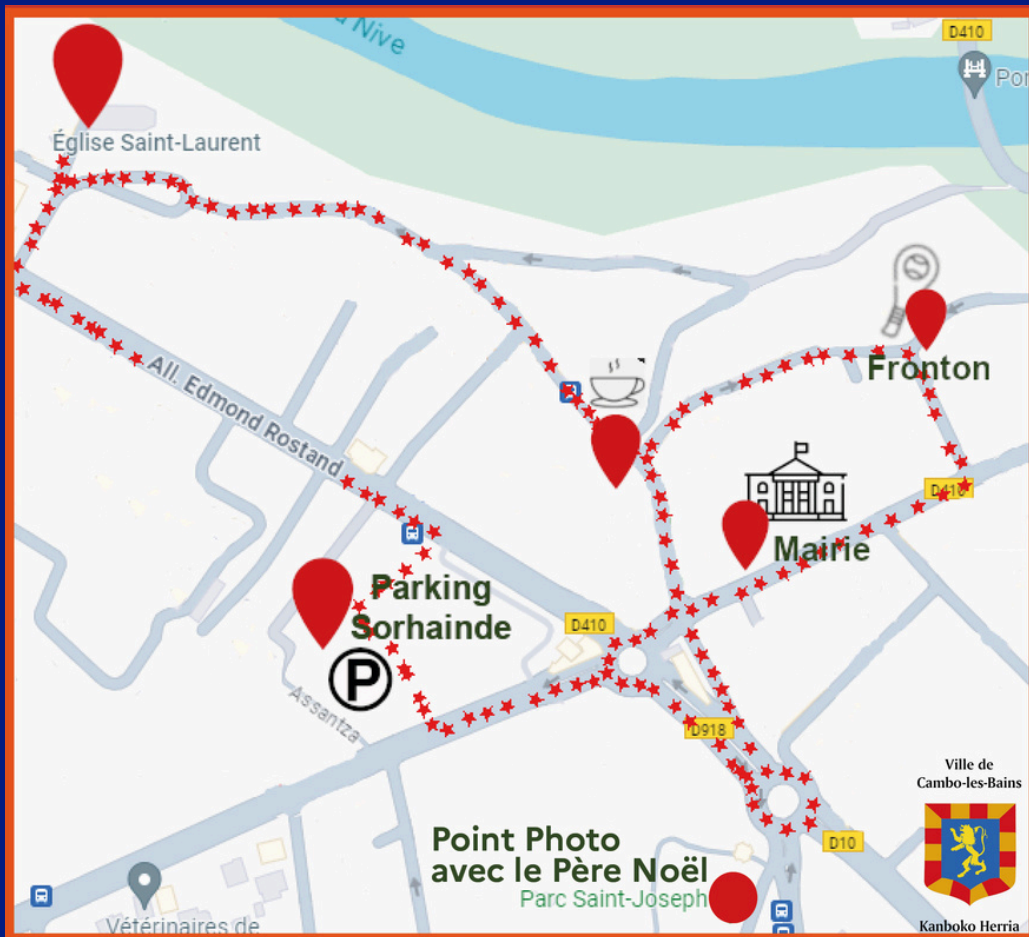 Nive
D410
Église Saint-Laurent
Fronton
All. Edmond Rostand
D410
Mairie
Parking
Sorhainde
P
D410
Assantza
D918
Ville de
Cambo-les-Bains
Point Photo
avec le Père Noël
D10
Parc Saint-Joseph
Vétérinaires de
Kanboko Herria